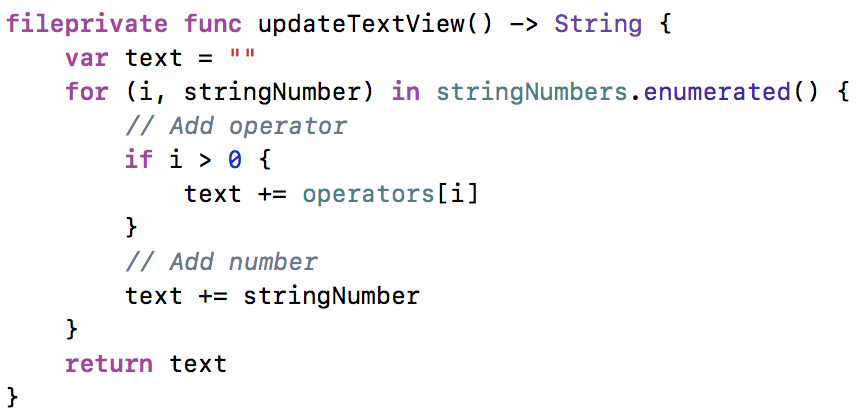 fileprivate func updateTextView() -> String {
    var text = ""
    for (i, stringNumber) in stringNumbers.enumerated() {
        // Add operator
        if i > 0 {
            text += operators[i]
        }
        // Add number
        text += stringNumber
    }
    return text
}